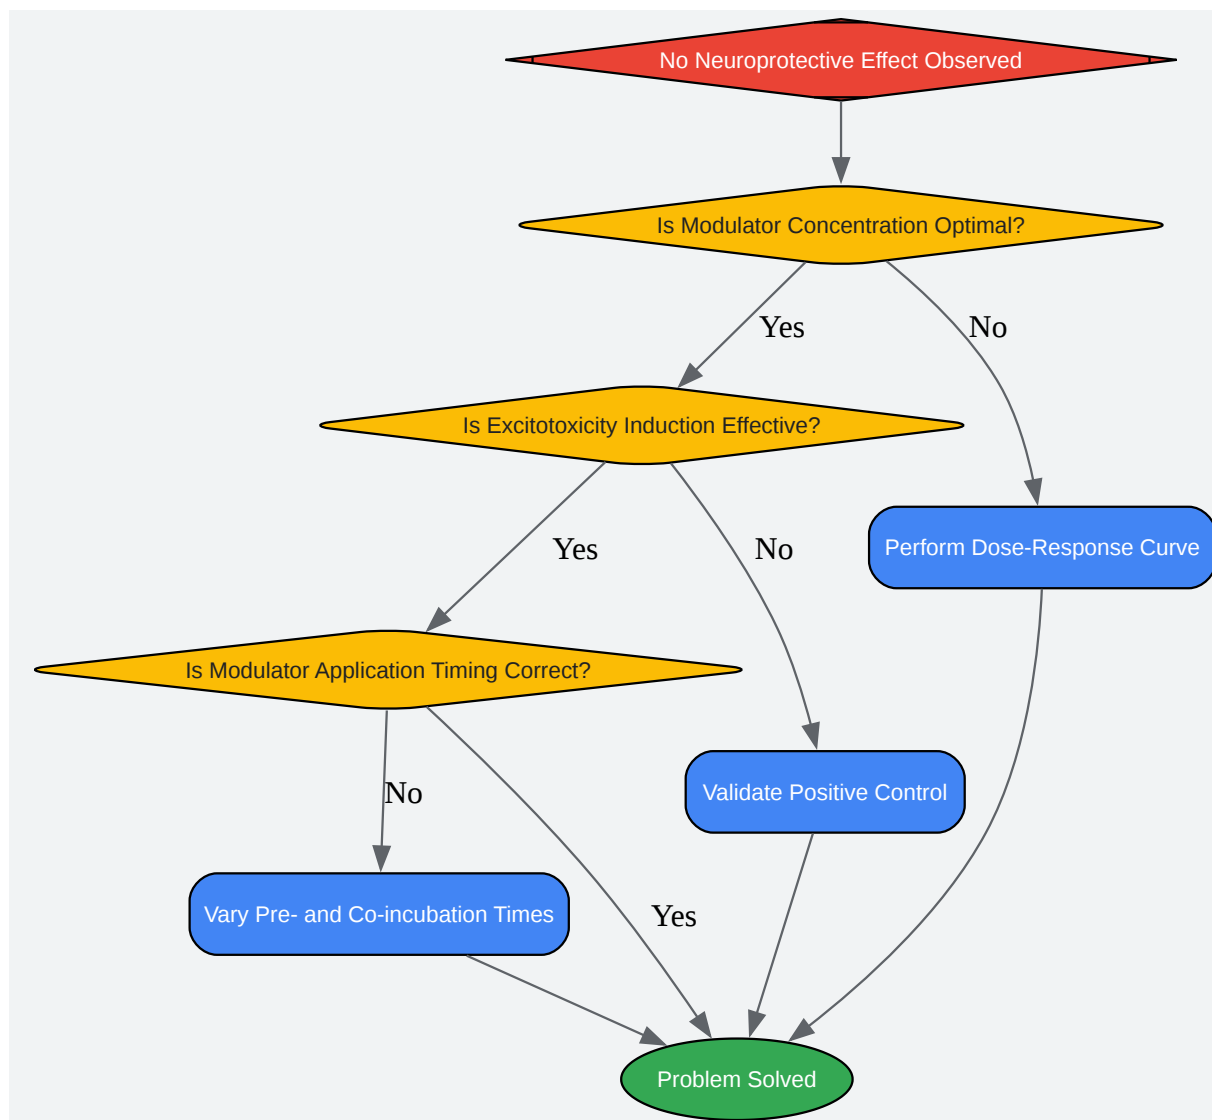 No Neuroprotective Effect Observed
Is Modulator Concentration Optimal?
Yes
No
Is Excitotoxicity Induction Effective?
Yes
No
Perform Dose-Response Curve
Is Modulator Application Timing Correct?
No
Validate Positive Control
Vary Pre- and Co-incubation Times
Yes
Problem Solved